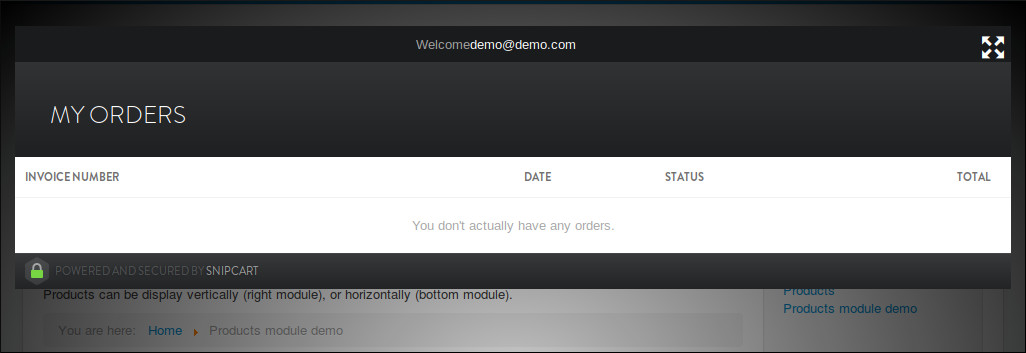 Welcomedemo@demo.com
MY ORDERS
INVOICE NUMBER DATE STATUS TOTAL
You don't actually have any orders.
POWERED AND SECURED BY SNIPCART
Products can be display vertically (right module), or horizontally (bottom module).
Products
Products module demo
You are here: Home Products module demo